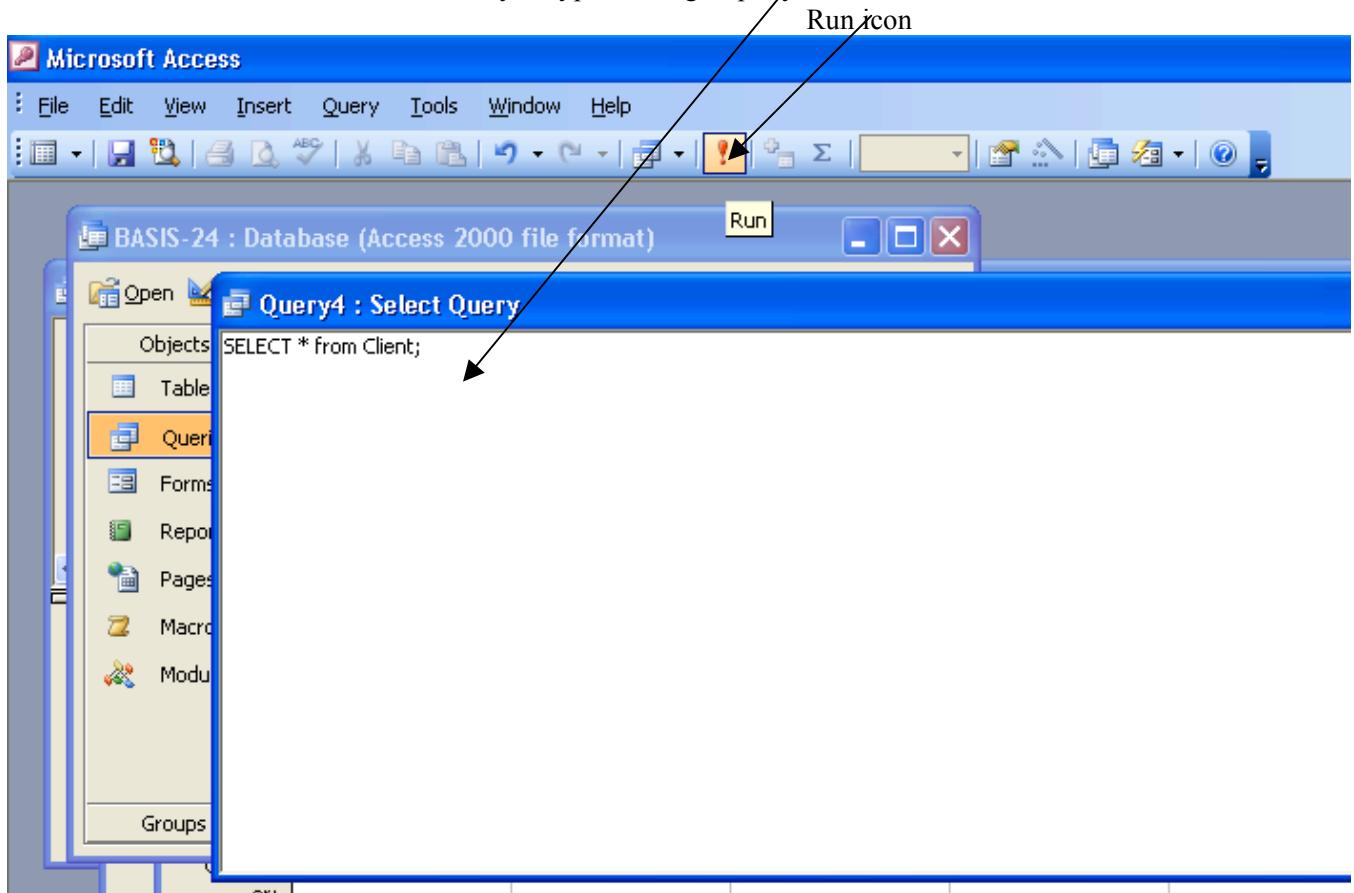 Run icon
Microsoft Access
File Edit View Insert Query Tools Window Help
ABC
Σ
Run
BASIS-24 : Database (Access 2000 file format)
Open
Query4 : Select Query
Objects
SELECT * from Client;
Table
Queri
Forms
Repor
Pages
Macro
Modu
Groups